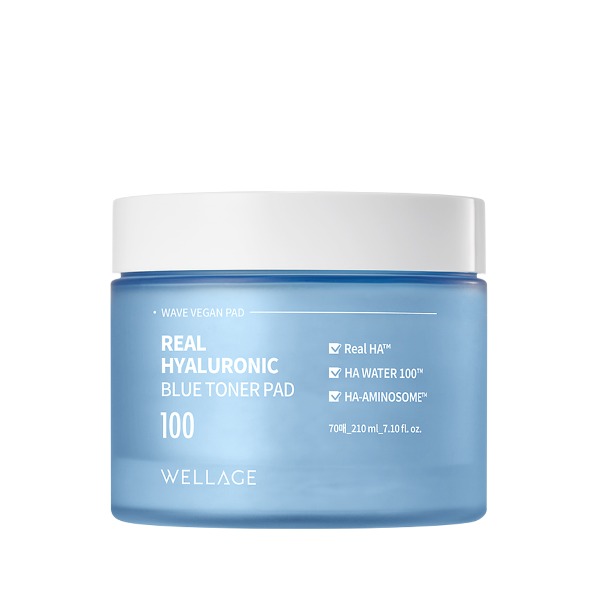 • WAVE VEGAN PAD
REAL
HYALURONIC
BLUE TONER PAD
100
WELLAGE
Real HA™
HA WATER 100™
HA-AMINOSOME™
70매_210 ml_7.10 fl. oz.